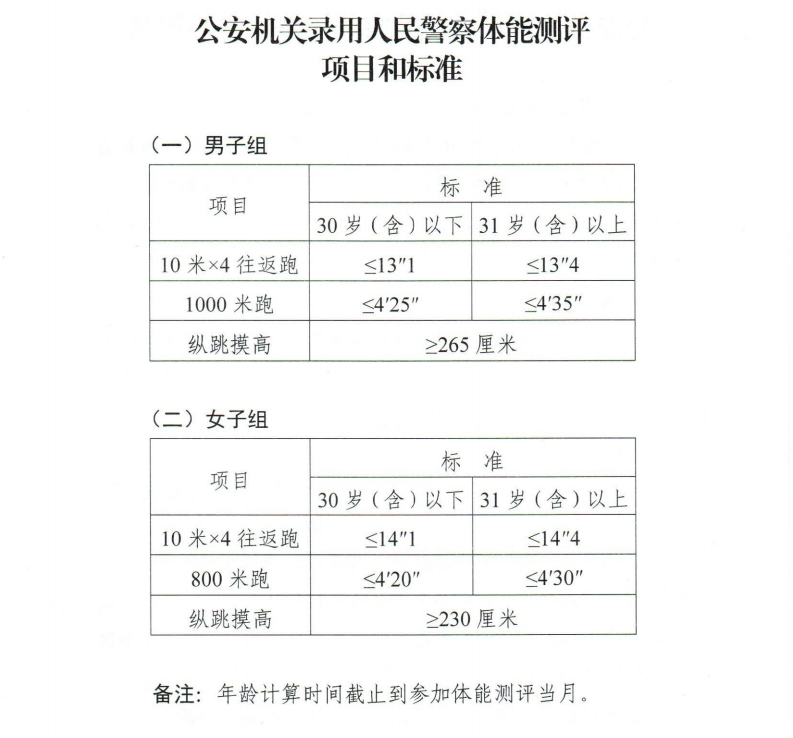 公安机关录用人民警察体能测评
项目和标准
（一）男子组
项目
标 准
30 岁（含）以下 31 岁（含）以上
10 米×4 往返跑 ≤13″1 ≤13″4
1000 米跑 ≤4′25″ ≤4′35″
纵跳摸高 ≥265 厘米
（二）女子组
项目
标 准
30 岁（含）以下 31 岁（含）以上
10 米×4 往返跑 ≤14″1 ≤14″4
800 米跑 ≤4′20″ ≤4′30″
纵跳摸高 ≥230 厘米
备注：年龄计算时间截止到参加体能测评当月。